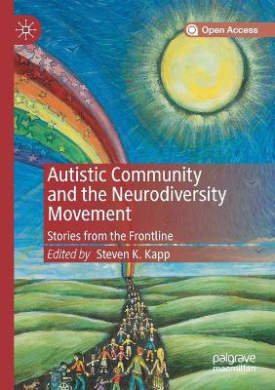 Open Access
Autistic Community
and the Neurodiversity
Movement
Stories from the Frontline
Edited by Steven K. Kapp
palgrave
macmillan